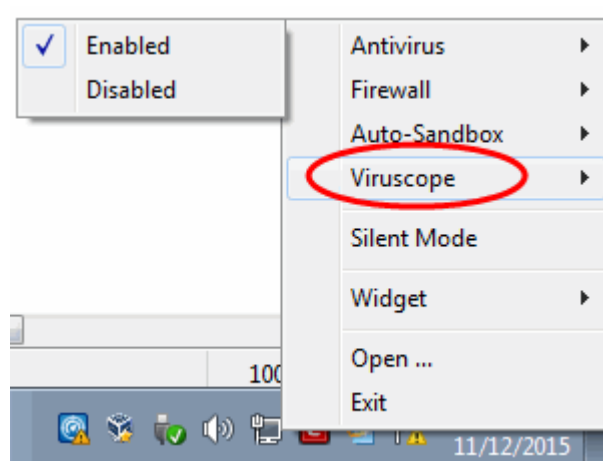 Enabled
Disabled
Antivirus
Firewall
Auto-Sandbox
Viruscope
Silent Mode
Widget
Open ...
Exit
100
11/12/2015